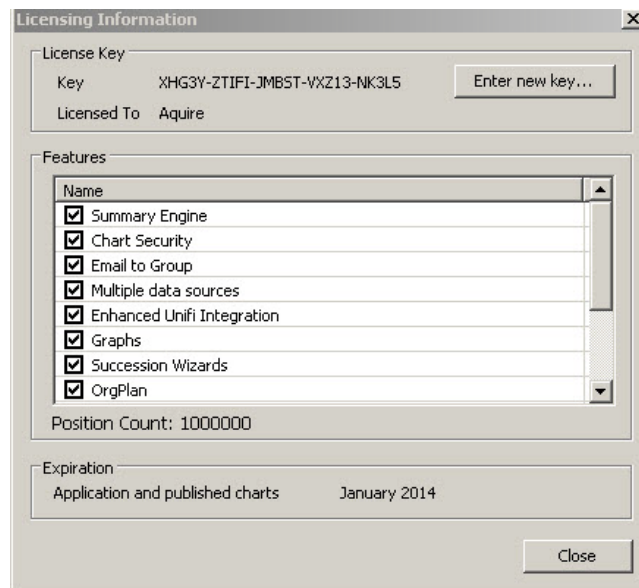 Licensing Information
License Key
Key XHG3Y-ZTIFI-JMBST-VXZ13-NK3L5 Enter new key...
Licensed To Aquire
Features
Name
Summary Engine
Chart Security
Email to Group
Multiple data sources
Enhanced Unifi Integration
Graphs
Succession Wizards
OrgPlan
Position Count: 1000000
Expiration
Application and published charts January 2014
Close